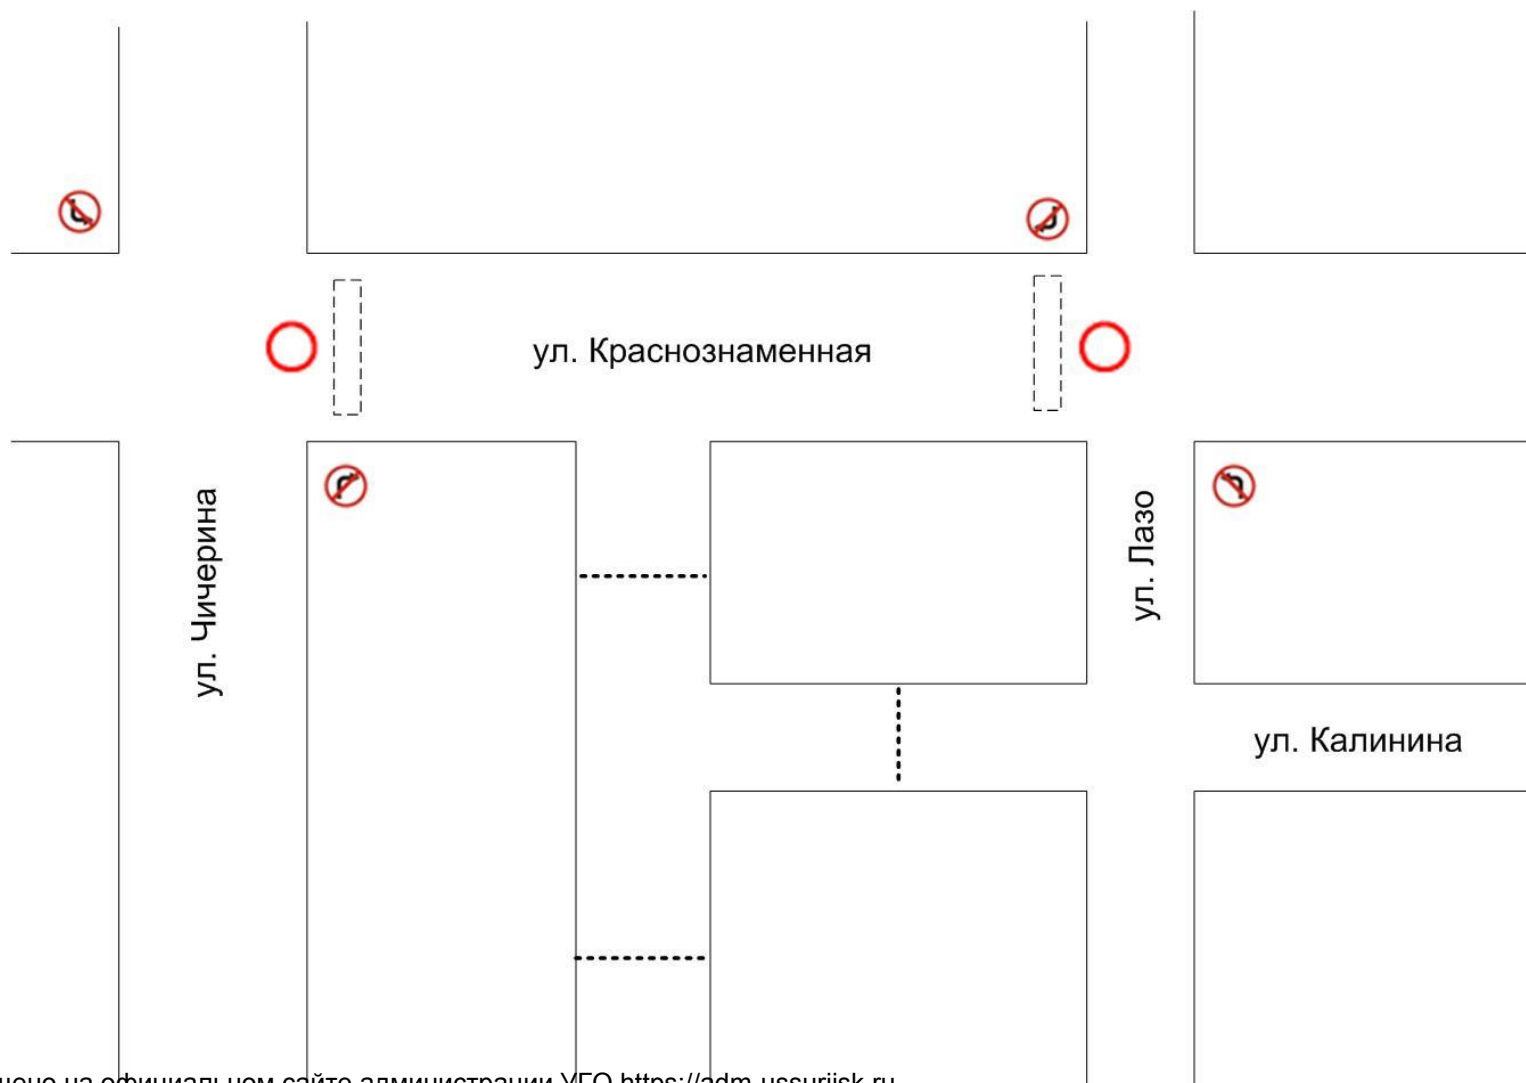 ул. Краснознаменная
ул. Чичерина
ул. Лазо
ул. Калинина
на официальном сайте администрации УГО https://adm-ussuriisk.ru